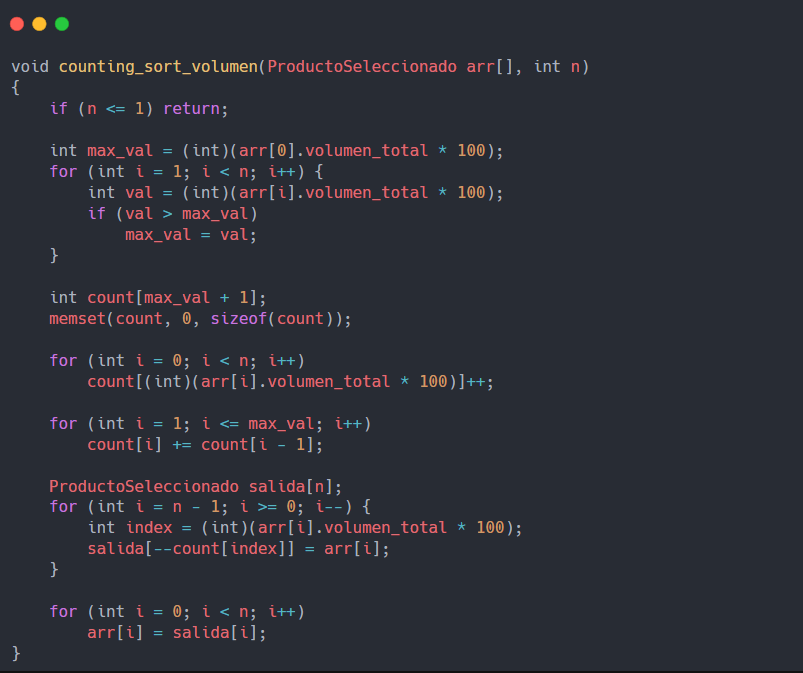 void counting_sort_volumen(ProductoSeleccionado arr[], int n)
{
    if (n <= 1) return;

    int max_val = (int)(arr[0].volumen_total * 100);
    for (int i = 1; i < n; i++) {
        int val = (int)(arr[i].volumen_total * 100);
        if (val > max_val)
            max_val = val;
    }

    int count[max_val + 1];
    memset(count, 0, sizeof(count));

    for (int i = 0; i < n; i++)
        count[(int)(arr[i].volumen_total * 100)]++;

    for (int i = 1; i <= max_val; i++)
        count[i] += count[i - 1];

    ProductoSeleccionado salida[n];
    for (int i = n - 1; i >= 0; i--) {
        int index = (int)(arr[i].volumen_total * 100);
        salida[--count[index]] = arr[i];
    }

    for (int i = 0; i < n; i++)
        arr[i] = salida[i];
}